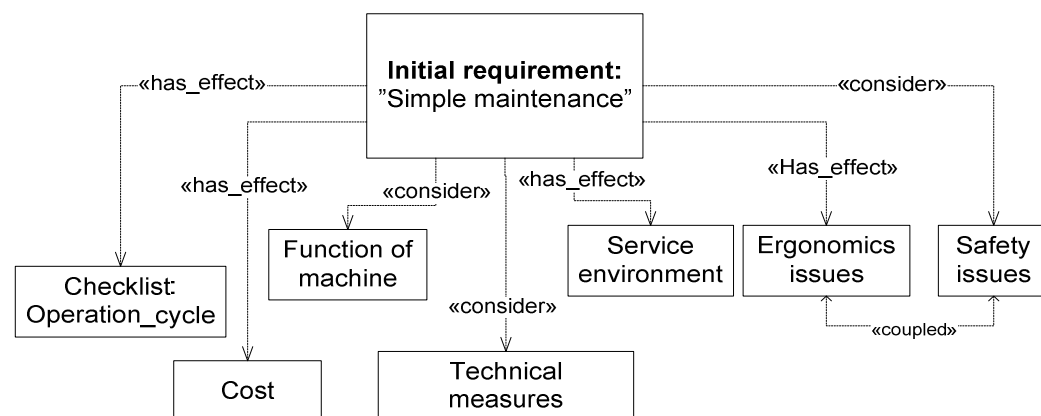 Initial requirement:
”Simple maintenance”
«has_effect»
«consider»
«has_effect»
«consider»
«has_effect»
«Has_effect»
Function of
machine
Service
environment
Ergonomics
issues
Safety
issues
Checklist:
Operation_cycle
«consider»
«coupled»
Cost
Technical
measures